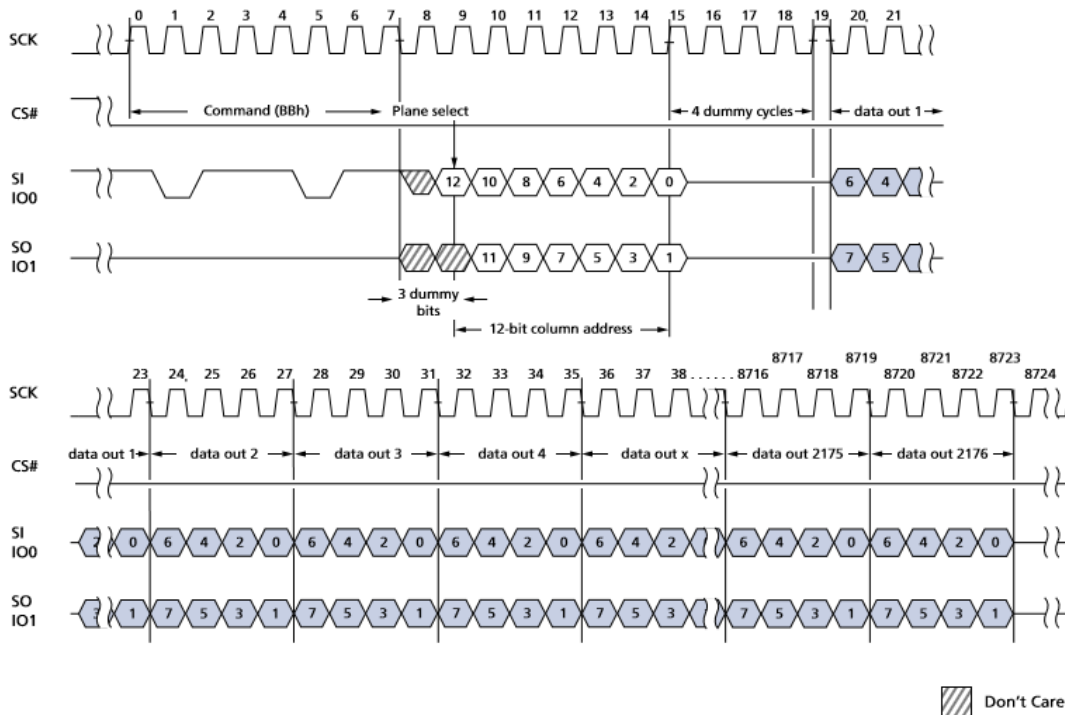 0 1 2 3 4 5 6 7 8 9 10 11 12 13 14 15 16 17 18 19 20, 21
SCK
Command (BBh) Plane select 4 dummy cycles data out 1
CS#
SI
IO0
12 10 8 6 4 2 0 6 4
SO
IO1
11 9 7 5 3 1 7 5
3 dummy
bits
12-bit column address
8717 8719 8721 8723
23 24, 25 26 27 28 29 30 31 32 33 34 35 36 37 38 ...... 8716 8718 8720 8722 8724
SCK
data out 1 data out 2 data out 3 data out 4 data out x data out 2175 data out 2176
CS#
SI
IO0
2 0 6 4 2 0 6 4 2 0 6 4 2 0 6 4 2 6 4 2 0 6 4 2 0
SO
IO1
3 1 7 5 3 1 7 5 3 1 7 5 3 1 7 5 3 7 5 3 1 7 5 3 1
Don't Care